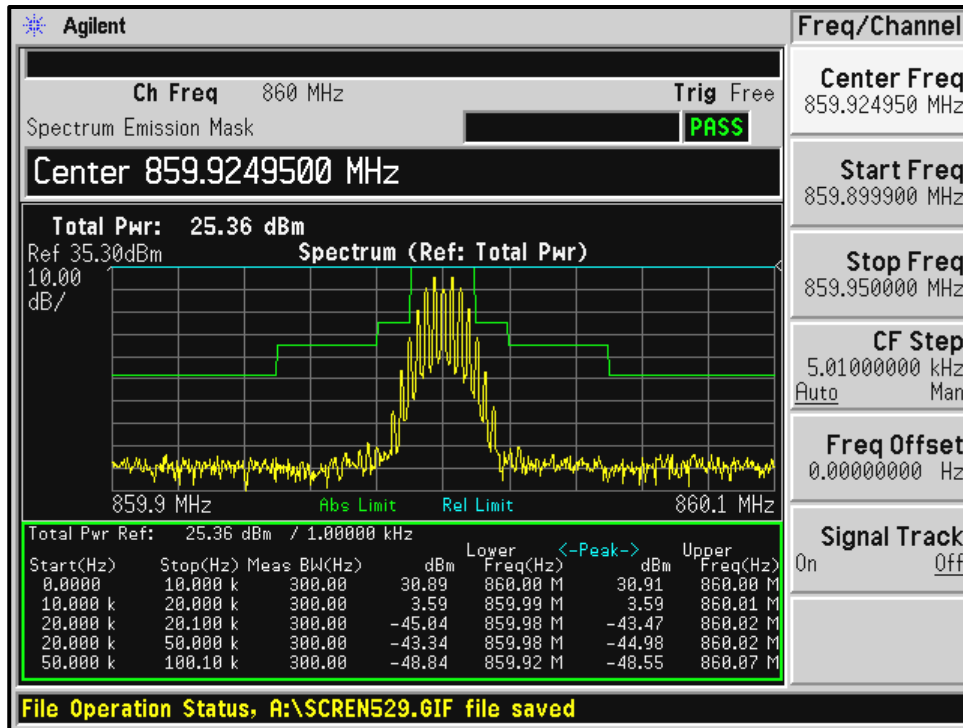 Agilent
Ch Freq 860 MHz Trig Free
Spectrum Emission Mask PASS
Center 859.9249500 MHz
Total Pwr: 25.36 dBm
Ref 35.30dBm Spectrum (Ref: Total Pwr)
10.00
dB/
859.9 MHz Abs Limit Rel Limit 860.1 MHz
Total Pwr Ref: 25.36 dBm / 1.00000 kHz
Lower <-Peak-> Upper
Start(Hz) Stop(Hz) Meas BW(Hz) dBm Freq(Hz) dBm Freq(Hz)
0.0000 10.000 k 300.00 30.89 860.00 M 30.91 860.00 M
10.000 k 20.000 k 300.00 3.59 859.99 M 3.59 860.01 M
20.000 k 20.100 k 300.00 -45.04 859.98 M -43.47 860.02 M
20.000 k 50.000 k 300.00 -43.34 859.98 M -44.98 860.02 M
50.000 k 100.10 k 300.00 -48.84 859.92 M -48.55 860.07 M
File Operation Status, A:\SCREN529.GIF file saved
Freq/Channel
Center Freq
859.924950 MHz
Start Freq
859.899900 MHz
Stop Freq
859.950000 MHz
CF Step
5.01000000 kHz
Auto Man
Freq Offset
0.00000000 Hz
Signal Track
On Off